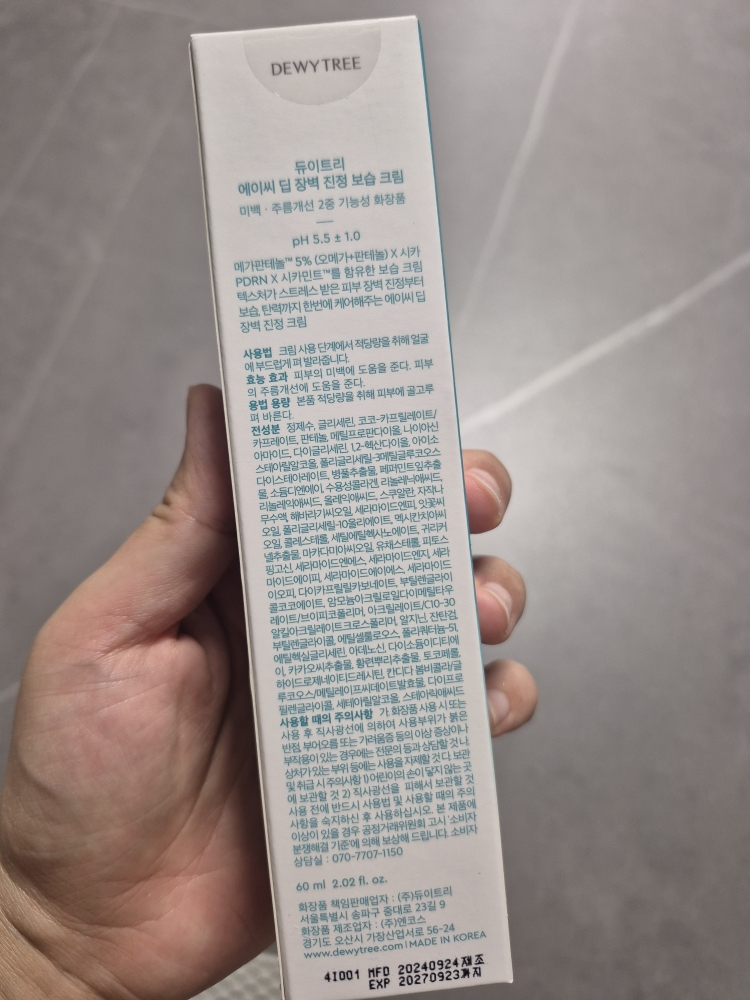 DEWYTREE
듀이트리
에이씨 딥 장벽 진정 보습 크림
미백 · 주름개선 2중 기능성 화장품
pH 5.5 ± 1.0
메가판테놀™ 5% (오메가+판테놀) X 시카
PDRN X 시카민트™를 함유한 보습 크림
텍스처가 스트레스 받은 피부 장벽 진정부터
보습, 탄력까지 한번에 케어해주는 에이씨 딥
장벽 진정 크림
사용법 크림 사용 단계에서 적당량을 취해 얼굴
에 부드럽게 펴 발라줍니다.
효능 효과 피부의 미백에 도움을 준다. 피부
의 주름개선에 도움을 준다.
용법 용량 본품 적당량을 취해 피부에 골고루
펴 바른다.
전성분 정제수, 글리세린, 코코-카프릴레이트/
카프레이트, 판테놀, 메틸프로판다이올, 나이아신
아마이드, 다이글리세린, 1,2-헥산다이올, 아이소
스테아릴알코올, 폴리글리세릴-3메틸글루코오스
다이스테아레이트, 병풀추출물, 페퍼민트잎추출
물, 소듐디엔에이, 수용성콜라겐, 리놀레닉애씨드,
리놀레익애씨드, 올레익애씨드, 스쿠알란, 자작나
무수액, 해바라기씨오일, 세라마이드엔피, 잇꽃씨
오일, 폴리글리세릴-10올리에이트, 멕시칸치아씨
오일, 콜레스테롤, 세틸에틸헥사노에이트, 귀리커
넬추출물, 마카다미아씨오일, 유채스테롤, 피토스
핑고신, 세라마이드엔에스, 세라마이드엔지, 세라
마이드에이피, 세라마이드에이에스, 세라마이드
이오피, 다이카프릴릴카보네이트, 부틸렌글라이
콜코코에이트, 암모늄아크릴로일다이메틸타우
레이트/브이피코폴리머, 아크릴레이트/C10-30
알킬아크릴레이트크로스폴리머, 알지닌, 잔탄검,
부틸렌글라이콜, 에틸셀룰로오스, 폴리쿼터늄-51,
에틸헥실글리세린, 아데노신, 다이소듐이디티에
이, 카카오씨추출물, 황련뿌리추출물, 토코페롤,
하이드로제네이티드레시틴, 칸디다 봄비콜라/글
루코오스/메틸레이프씨데이트발효물, 다이프로
필렌글라이콜, 세테아릴알코올, 스테아릭애씨드
사용할 때의 주의사항 가 화장품 사용 시 또는
사용 후 직사광선에 의하여 사용부위가 붉은
반점, 부어오름 또는 가려움증 등의 이상 증상이나
부작용이 있는 경우에는 전문의 등과 상담할 것 나.
상처가 있는 부위 등에는 사용을 자제할 것 다. 보관
및 취급 시 주의사항 1) 어린이의 손이 닿지 않는 곳
에 보관할 것 2) 직사광선을 피해서 보관할 것
사용 전에 반드시 사용법 및 사용할 때의 주의
사항을 숙지하신 후 사용하십시오. 본 제품에
이상이 있을 경우 공정거래위원회 고시 '소비자
분쟁해결 기준'에 의해 보상해 드립니다. 소비자
상담실 : 070-7707-1150
60 ml 2.02 fl. oz.
화장품 책임판매업자 : (주)듀이트리
서울특별시 송파구 중대로 23길 9
화장품 제조업자 : (주)엔코스
경기도 오산시 가장산업서로 56-24
www.dewytree.com | MADE IN KOREA
4I001 MFD 20240924제조
EXP 20270923까지